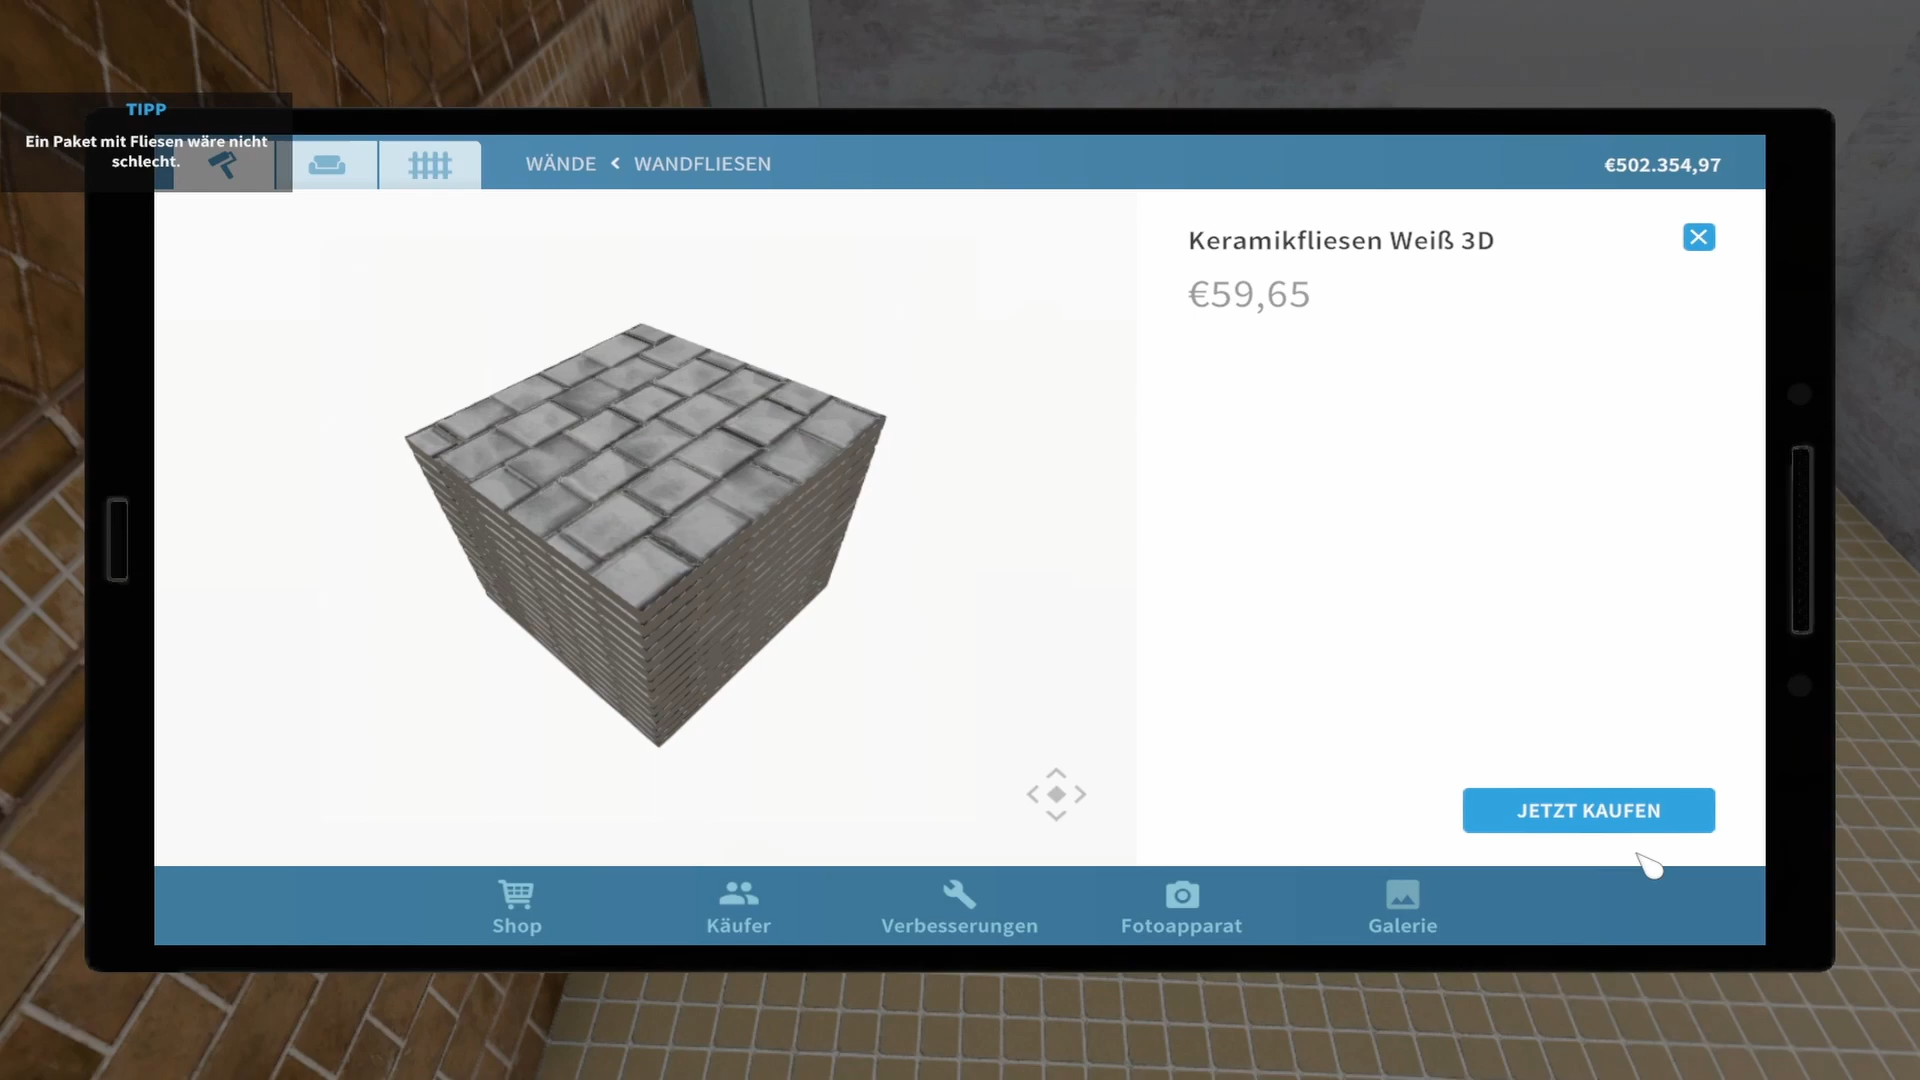 TIPP
Ein Paket mit Fliesen wäre nicht
schlecht.
WÄNDE < WANDFLIESEN
€502.354,97
Keramikfliesen Weiß 3D
€59,65
JETZT KAUFEN
Shop
Käufer
Verbesserungen
Fotoapparat
Galerie